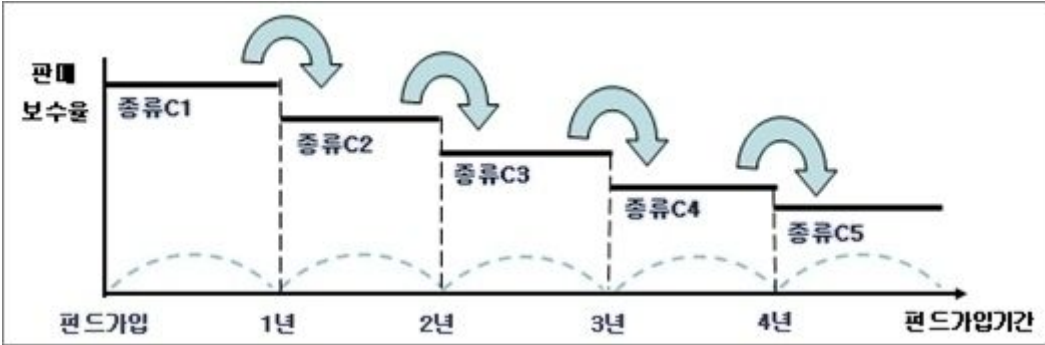 판매
보수율
종류C1
종류C2
종류C3
종류C4
종류C5
펀드가입
1년
2년
3년
4년
펀드가입기간